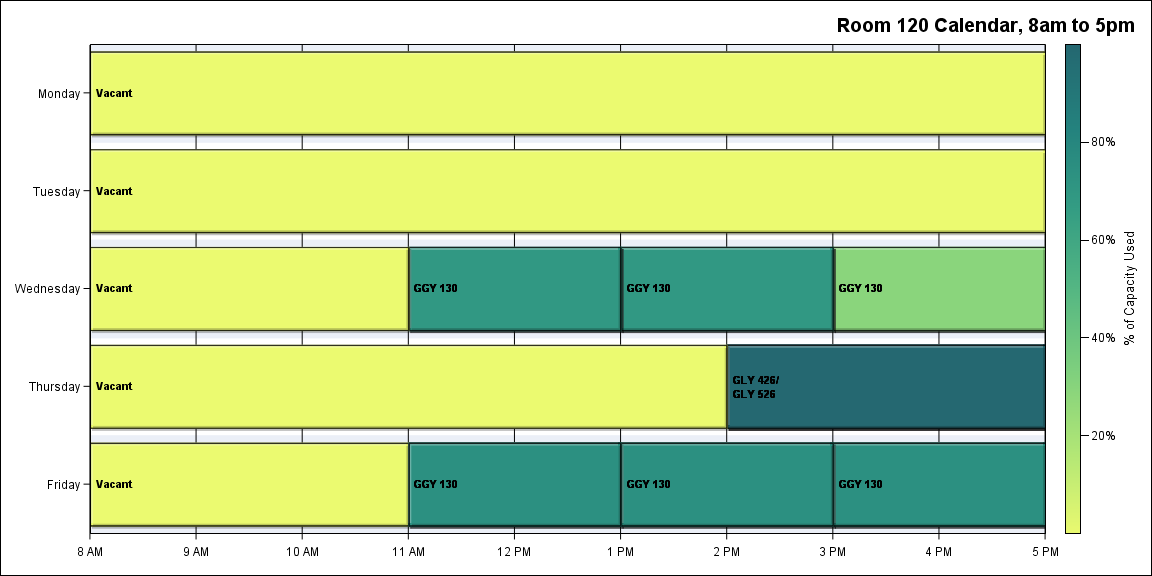 Room 120 Calendar, 8am to 5pm
Monday
Vacant
Tuesday
Vacant
Wednesday
Vacant
GGY 130
GGY 130
GGY 130
Thursday
Vacant
GLY 426/
GLY 526
Friday
Vacant
GGY 130
GGY 130
GGY 130
8 AM
9 AM
10 AM
11 AM
12 PM
1 PM
2 PM
3 PM
4 PM
5 PM
80%
60%
40%
20%
% of Capacity Used